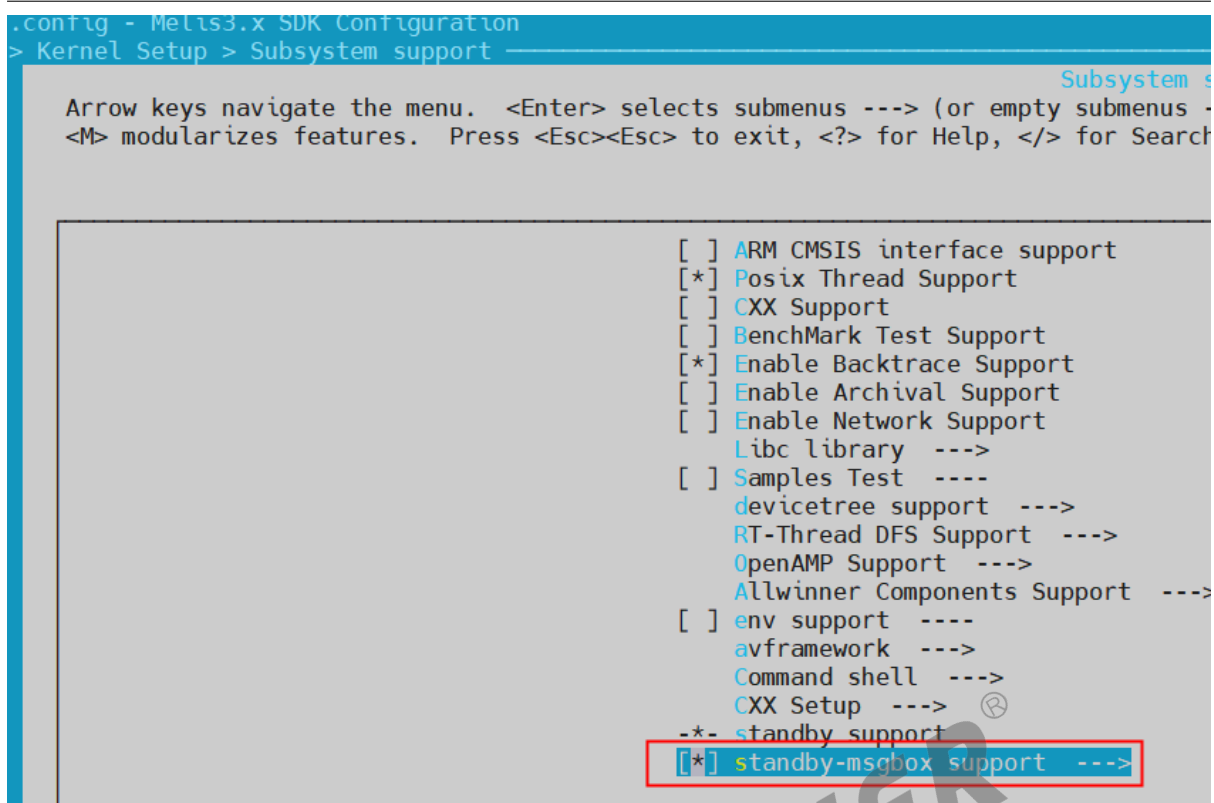 .config - Melis3.x SDK Configuration
> Kernel Setup > Subsystem support
Subsystem s
Arrow keys navigate the menu. <Enter> selects submenus ---> (or empty submenus -
<M> modularizes features. Press <Esc><Esc> to exit, <?> for Help, </> for Search
[ ] ARM CMSIS interface support
[*] Posix Thread Support
[ ] CXX Support
[ ] BenchMark Test Support
[*] Enable Backtrace Support
[ ] Enable Archival Support
[ ] Enable Network Support
Libc library --->
[ ] Samples Test ----
devicetree support --->
RT-Thread DFS Support --->
OpenAMP Support --->
Allwinner Components Support --->
[ ] env support ----
avframework --->
Command shell --->
CXX Setup ---> ®
-*- standby support
[*] standby-msgbox support --->